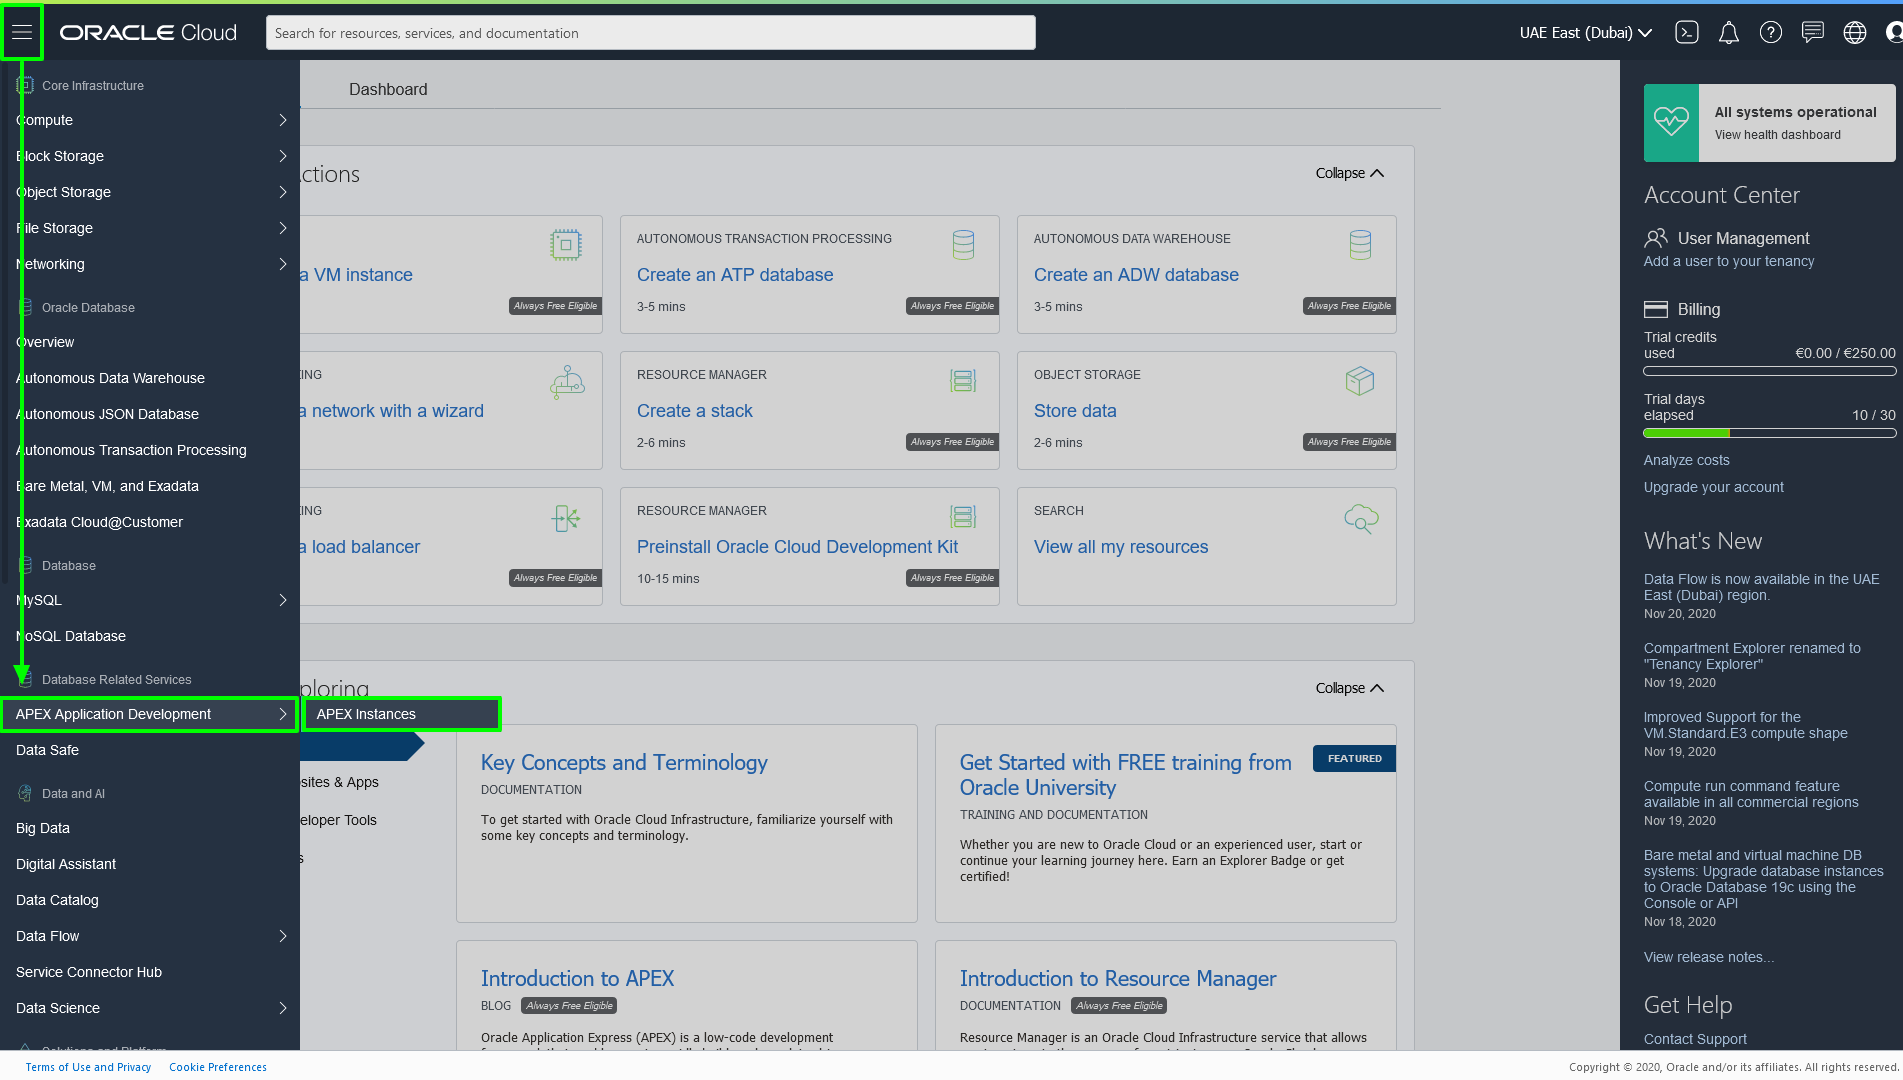 ORACLE Cloud
Search for resources, services, and documentation
UAE East (Dubai)
Core Infrastructure
Compute
Block Storage
Object Storage
File Storage
Networking
Oracle Database
Overview
Autonomous Data Warehouse
Autonomous JSON Database
Autonomous Transaction Processing
Bare Metal, VM, and Exadata
Exadata Cloud@Customer
Database
MySQL
NoSQL Database
Database Related Services
APEX Application Development
APEX Instances
Data Safe
Data and AI
Big Data
Digital Assistant
Data Catalog
Data Flow
Service Connector Hub
Data Science
Solutions and Platform
Dashboard
ctions
Collapse
a VM instance
Always Free Eligible
AUTONOMOUS TRANSACTION PROCESSING
Create an ATP database
3-5 mins
Always Free Eligible
AUTONOMOUS DATA WAREHOUSE
Create an ADW database
3-5 mins
Always Free Eligible
ING
a network with a wizard
RESOURCE MANAGER
Create a stack
2-6 mins
Always Free Eligible
OBJECT STORAGE
Store data
2-6 mins
Always Free Eligible
ING
a load balancer
Always Free Eligible
RESOURCE MANAGER
Preinstall Oracle Cloud Development Kit
10-15 mins
Always Free Eligible
SEARCH
View all my resources
ploring
Collapse
sites & Apps
eloper Tools
s
Key Concepts and Terminology
DOCUMENTATION
To get started with Oracle Cloud Infrastructure, familiarize yourself with
some key concepts and terminology.
Get Started with FREE training from
Oracle University
FEATURED
TRAINING AND DOCUMENTATION
Whether you are new to Oracle Cloud or an experienced user, start or
continue your learning journey here. Earn an Explorer Badge or get
certified!
Introduction to APEX
BLOG Always Free Eligible
Oracle Application Express (APEX) is a low-code development
Introduction to Resource Manager
DOCUMENTATION Always Free Eligible
Resource Manager is an Oracle Cloud Infrastructure service that allows
All systems operational
View health dashboard
Account Center
User Management
Add a user to your tenancy
Billing
Trial credits
used €0.00 / €250.00
Trial days
elapsed 10 / 30
Analyze costs
Upgrade your account
What's New
Data Flow is now available in the UAE
East (Dubai) region.
Nov 20, 2020
Compartment Explorer renamed to
"Tenancy Explorer"
Nov 19, 2020
Improved Support for the
VM.Standard.E3 compute shape
Nov 19, 2020
Compute run command feature
available in all commercial regions
Nov 19, 2020
Bare metal and virtual machine DB
systems: Upgrade database instances
to Oracle Database 19c using the
Console or API
Nov 18, 2020
View release notes...
Get Help
Contact Support
Terms of Use and Privacy
Cookie Preferences
Copyright © 2020, Oracle and/or its affiliates. All rights reserved.